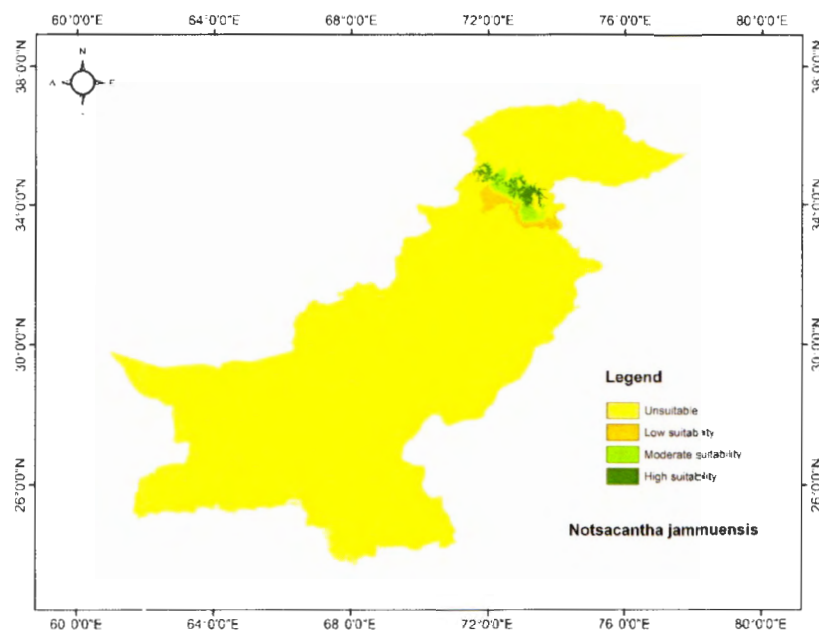 60°0'0"E 64°0'0"E 68°0'0"E 72°0'0"E 76°0'0"E 80°0'0"E
38°0'0"N 38°0'0"N
N
34°0'0"N 34°0'0"N
30°0'0"N 30°0'0"N
Legend
Unsuitable
Low suitability
Moderate suitability
High suitability
26°0'0"N 26°0'0"N
Notsacantha jammuensis
60°0'0"E 64°0'0"E 68°0'0"E 72°0'0"E 76°0'0"E 80°0'0"E